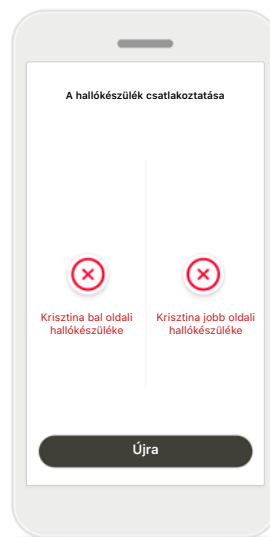 A hallókészülék csatlakoztatása
Krisztina bal oldali
hallókészüléke
Krisztina jobb oldali
hallókészüléke
Újra